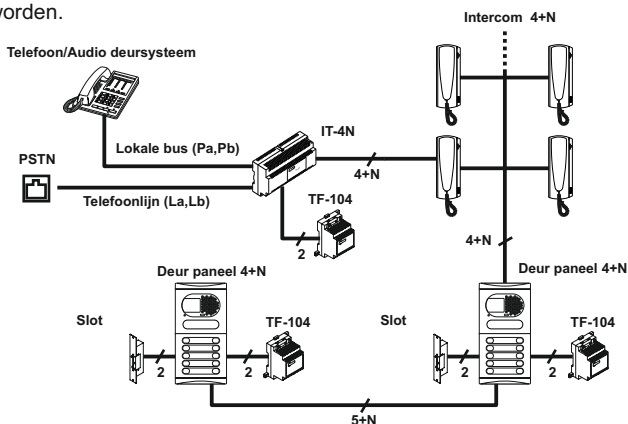 worden.
Intercom 4+N
Telefoon/Audio deursysteem
IT-4N
Lokale bus (Pa,Pb)
PSTN
4+N
TF-104
Telefoonlijn (La,Lb)
2
4+N
Deur paneel 4+N
Deur paneel 4+N
Slot
TF-104
Slot
TF-104
2
2
2
2
5+N